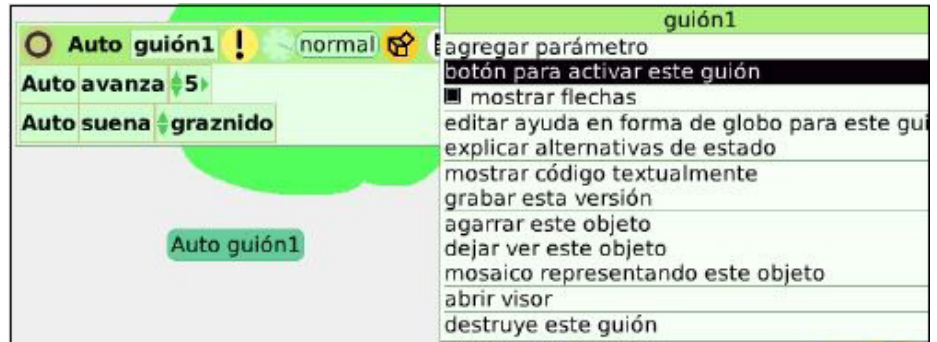 Auto guión1 ! normal
Auto avanza 5
Auto suena graznido
Auto guión1
guión1
agregar parámetro
botón para activar este guión
mostrar flechas
editar ayuda en forma de globo para este gui
explicar alternativas de estado
mostrar código textualmente
grabar esta versión
agarrar este objeto
dejar ver este objeto
mosaico representando este objeto
abrir visor
destruye este guión